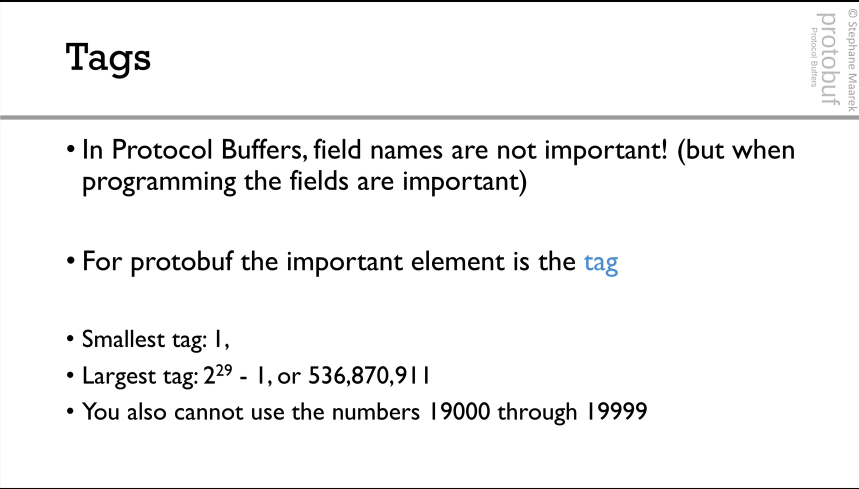 Tags
• In Protocol Buffers, field names are not important! (but when
programming the fields are important)
• For protobuf the important element is the tag
• Smallest tag: 1,
• Largest tag: 2²⁹ - 1, or 536,870,911
• You also cannot use the numbers 19000 through 19999
© Stephane Maarek
protobuf
Protocol Buffers